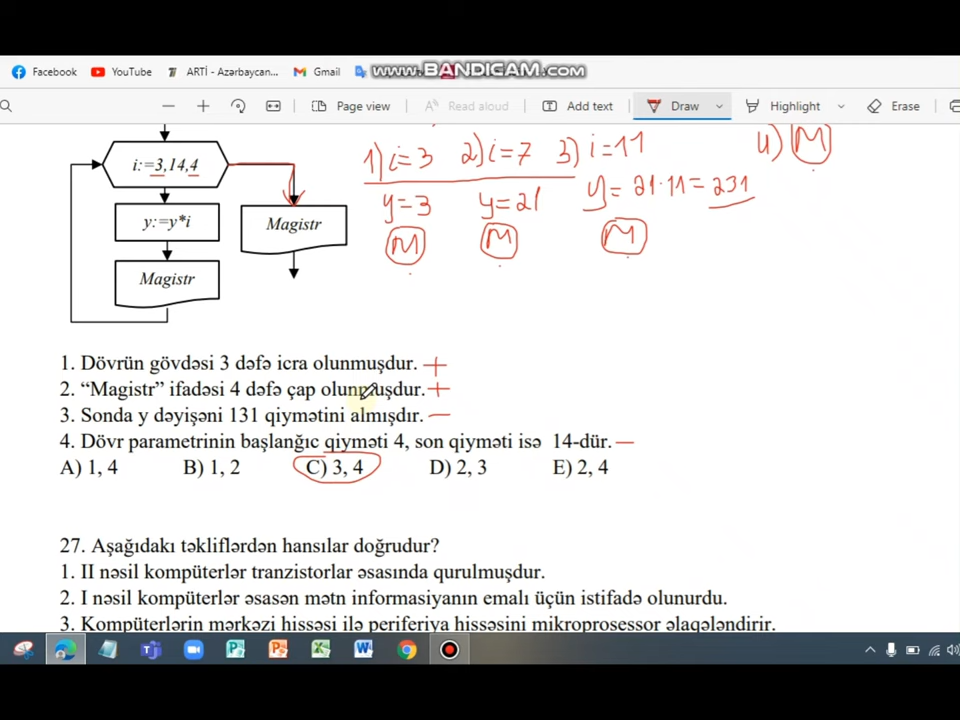 www.BANDICAM.com
Facebook YouTube ARTİ - Azərbaycan... Gmail
Page view Read aloud Add text Draw Highlight Erase
i:=3,14,4
y:=y*i
Magistr
Magistr
1) i=3 2) i=7 3) i=11 4) M
y=3 y=21 y=21·11=231
M M M
1. Dövrün gövdəsi 3 dəfə icra olunmuşdur. +
2. “Magistr” ifadəsi 4 dəfə çap olunmuşdur. +
3. Sonda y dəyişəni 131 qiymətini almışdır. –
4. Dövr parametrinin başlanğıc qiyməti 4, son qiyməti isə 14-dür. –
A) 1, 4 B) 1, 2 C) 3, 4 D) 2, 3 E) 2, 4
27. Aşağıdakı təkliflərdən hansılar doğrudur?
1. II nəsil kompüterlər tranzistorlar əsasında qurulmuşdur.
2. I nəsil kompüterlər əsasən mətn informasiyanın emalı üçün istifadə olunurdu.
3. Kompüterlərin mərkəzi hissəsi ilə periferiya hissəsini mikroprosessor əlaqələndirir.